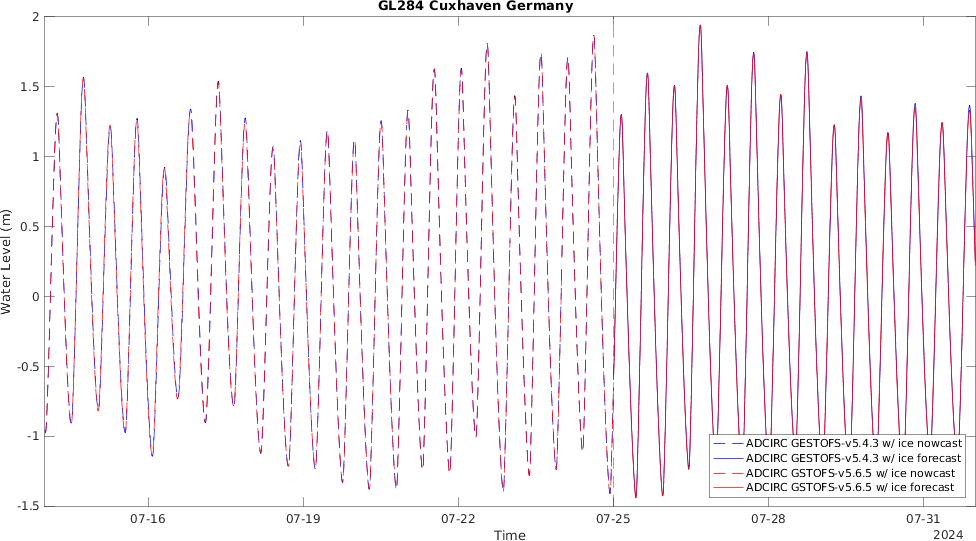 GL284 Cuxhaven Germany
2
1.5
1
0.5
0
-0.5
-1
-1.5
Water Level (m)
ADCIRC GESTOFS-v5.4.3 w/ ice nowcast
ADCIRC GESTOFS-v5.4.3 w/ ice forecast
ADCIRC GSTOFS-v5.6.5 w/ ice nowcast
ADCIRC GSTOFS-v5.6.5 w/ ice forecast
07-16 07-19 07-22 07-25 07-28 07-31
Time
2024